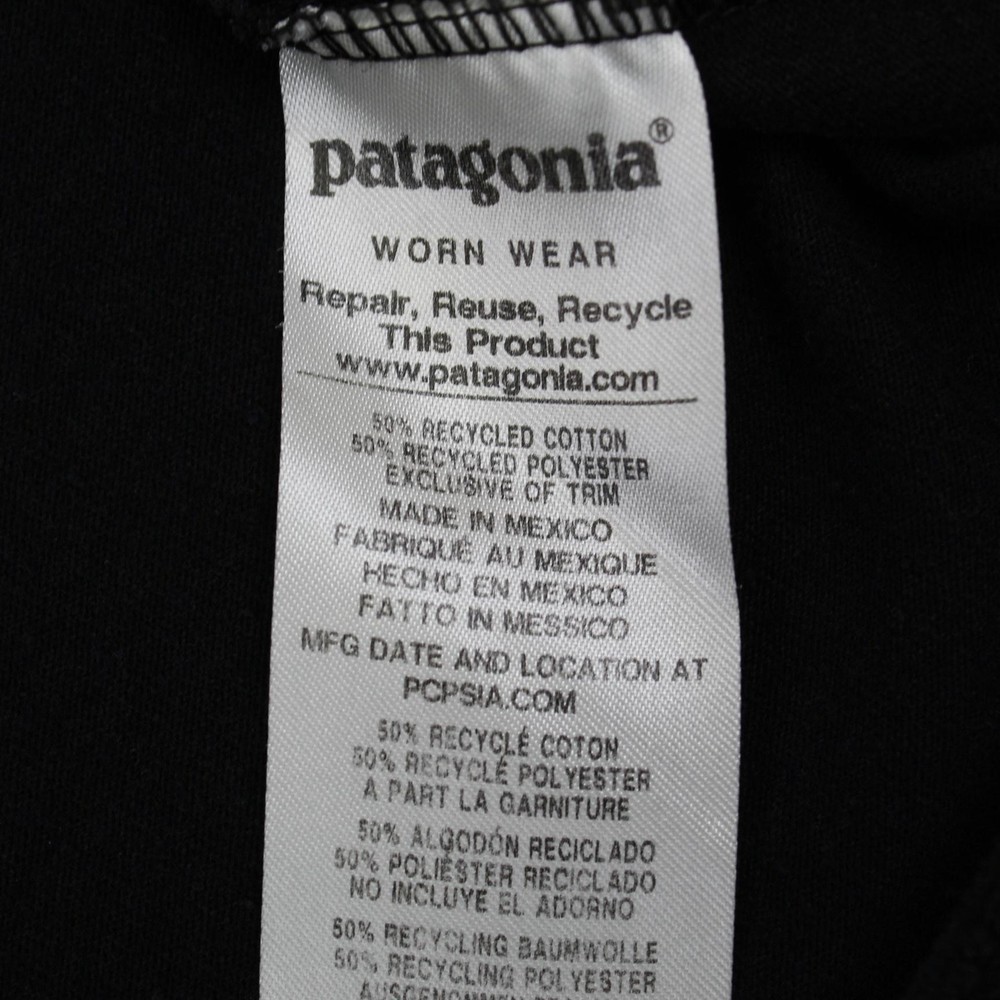 patagonia®
WORN WEAR
Repair, Reuse, Recycle
This Product
www.patagonia.com
50% RECYCLED COTTON
50% RECYCLED POLYESTER
EXCLUSIVE OF TRIM
MADE IN MEXICO
FABRIQUÉ AU MEXIQUE
HECHO EN MEXICO
FATTO IN MESSICO
MFG DATE AND LOCATION AT
PCPSIA.COM
50% RECYCLÉ COTON
50% RECYCLÉ POLYESTER
A PART LA GARNITURE
50% ALGODÓN RECICLADO
50% POLIÉSTER RECICLADO
NO INCLUYE EL ADORNO
50% RECYCLING BAUMWOLLE
50% RECYCLING POLYESTER